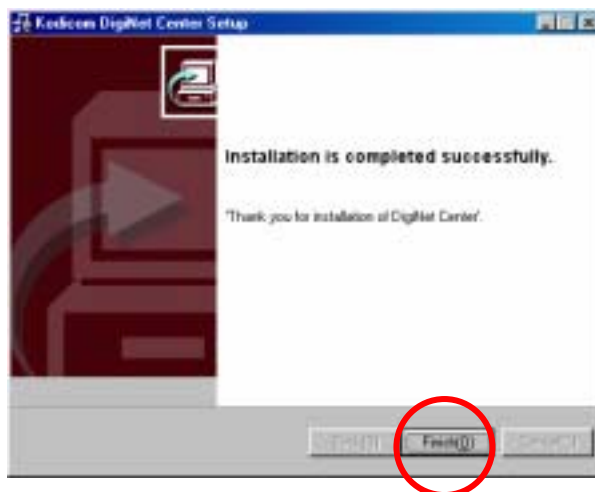 Kodicom DigiNet Center Setup
Installation is completed successfully.
'Thank you for installation of DigiNet Center'.
Finish(O)